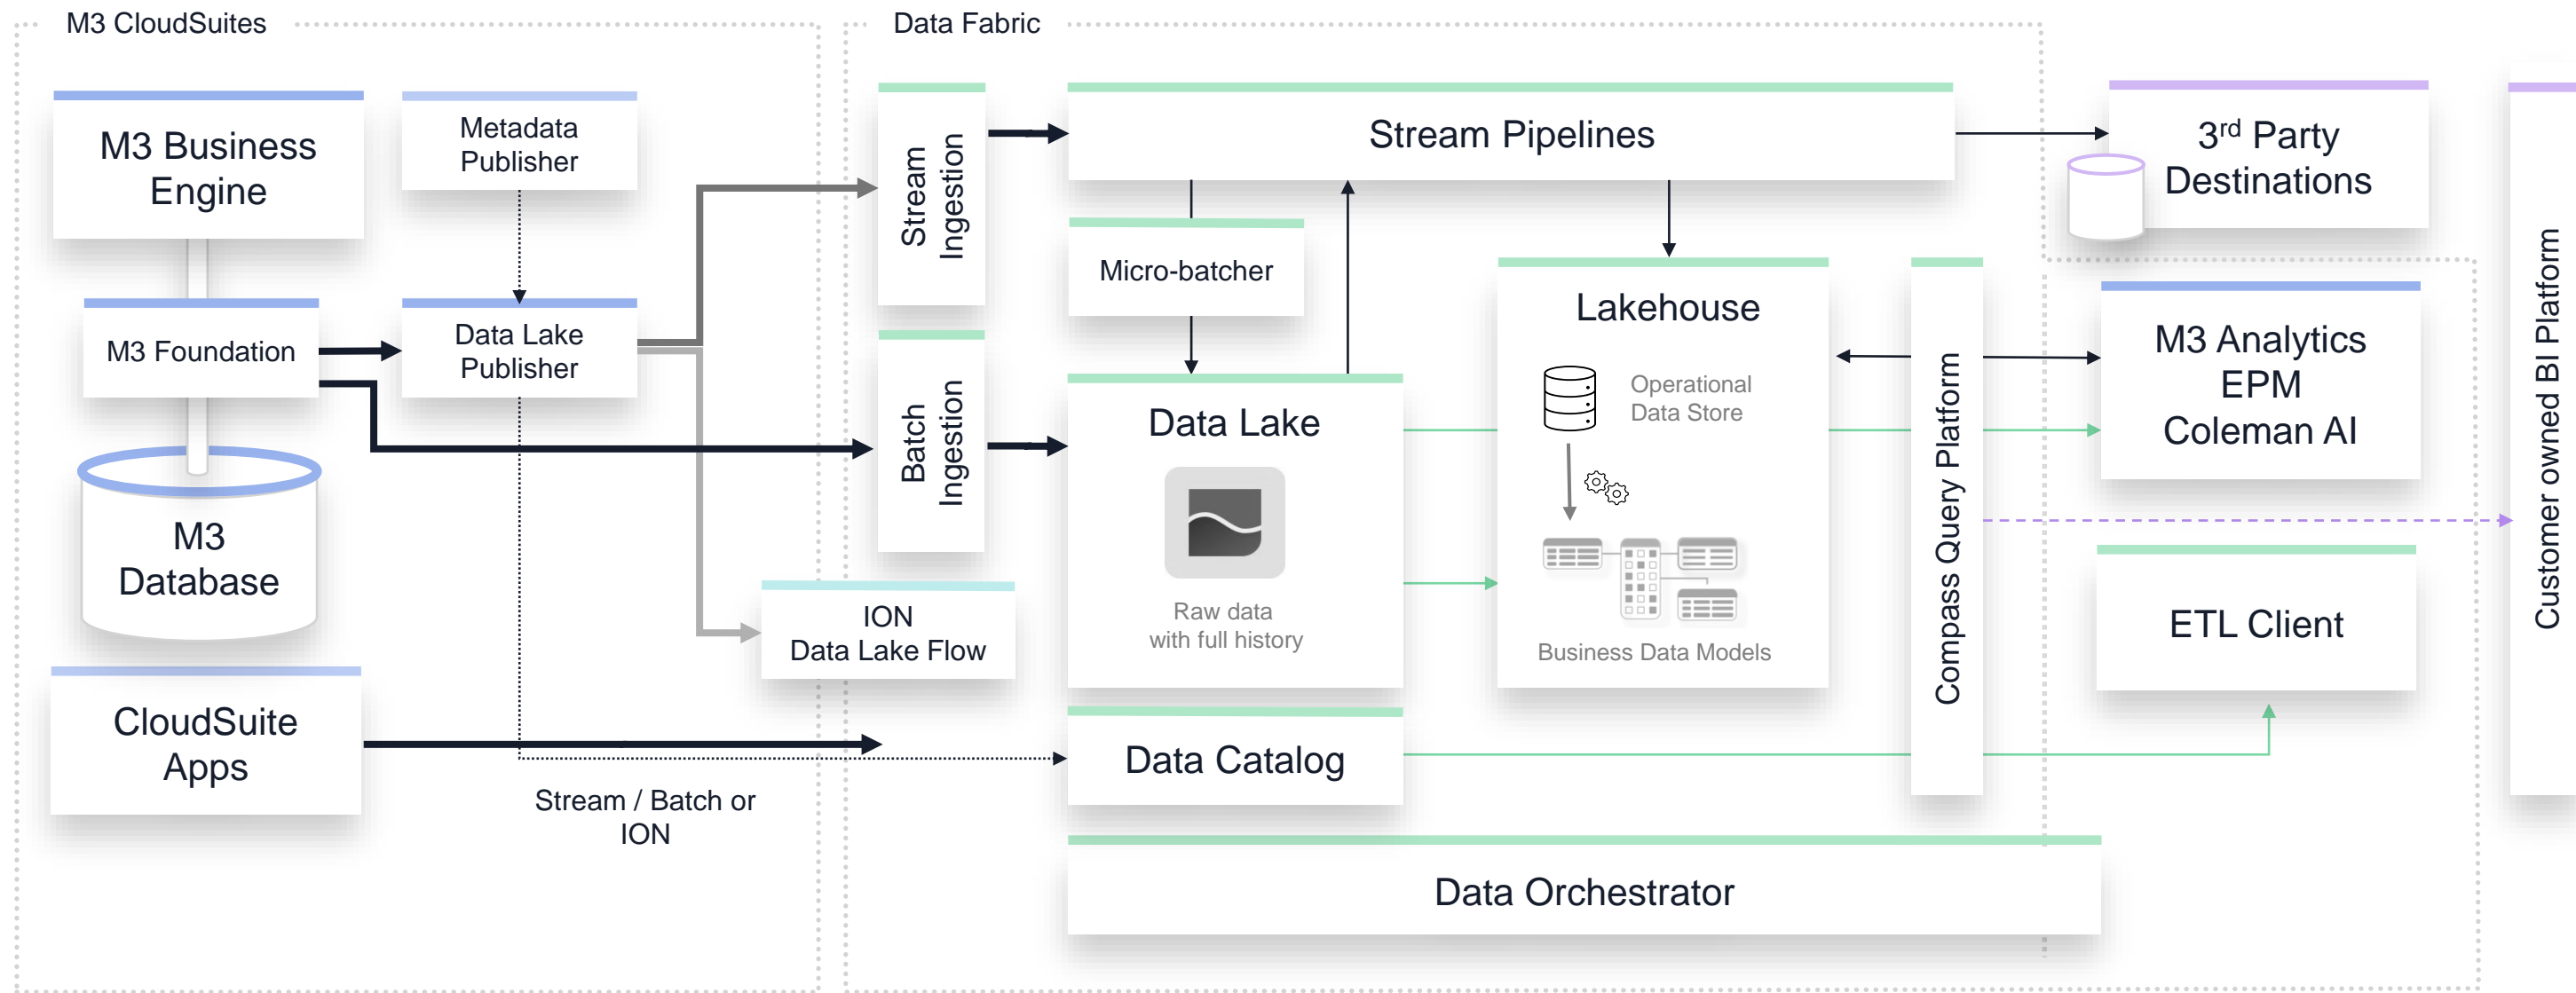 M3 CloudSuites
Data Fabric
M3 Business
Engine
Metadata
Publisher
M3 Foundation
Data Lake
Publisher
M3
Database
CloudSuite
Apps
Stream / Batch or
ION
Stream
Ingestion
Batch
Ingestion
ION
Data Lake Flow
Stream Pipelines
Micro-batcher
Data Lake
Raw data
with full history
Data Catalog
Lakehouse
Operational
Data Store
Business Data Models
Compass Query Platform
Data Orchestrator
3rd Party
Destinations
M3 Analytics
EPM
Coleman AI
ETL Client
Customer owned BI Platform